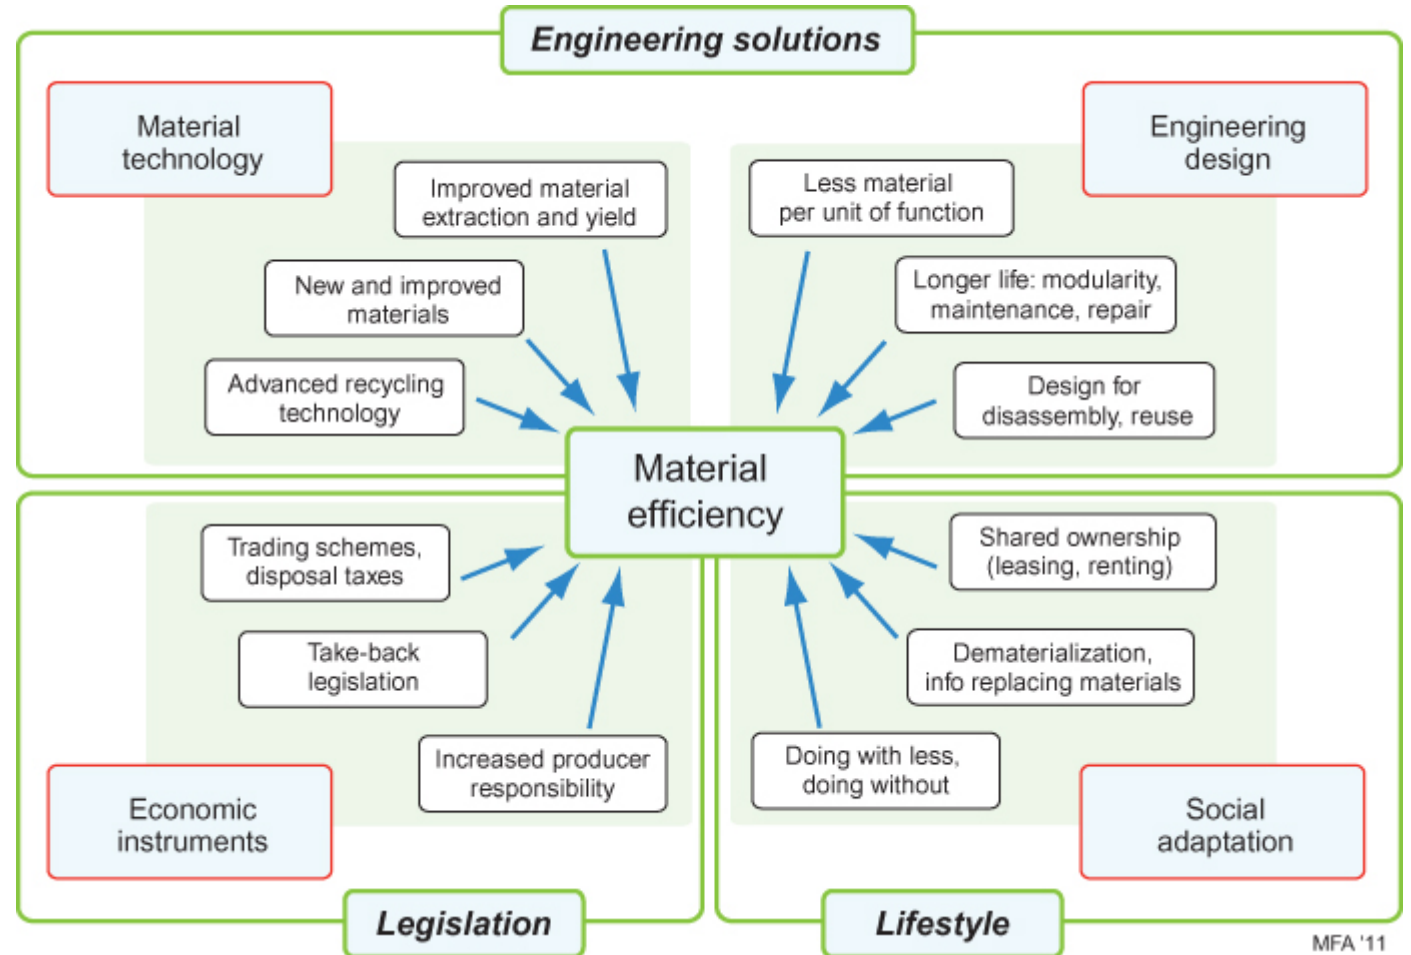 Engineering solutions
Material
technology
Engineering
design
Improved material
extraction and yield
Less material
per unit of function
New and improved
materials
Longer life: modularity,
maintenance, repair
Advanced recycling
technology
Design for
disassembly, reuse
Material
efficiency
Trading schemes,
disposal taxes
Shared ownership
(leasing, renting)
Take-back
legislation
Dematerialization,
info replacing materials
Increased producer
responsibility
Doing with less,
doing without
Economic
instruments
Social
adaptation
Legislation
Lifestyle
MFA '11